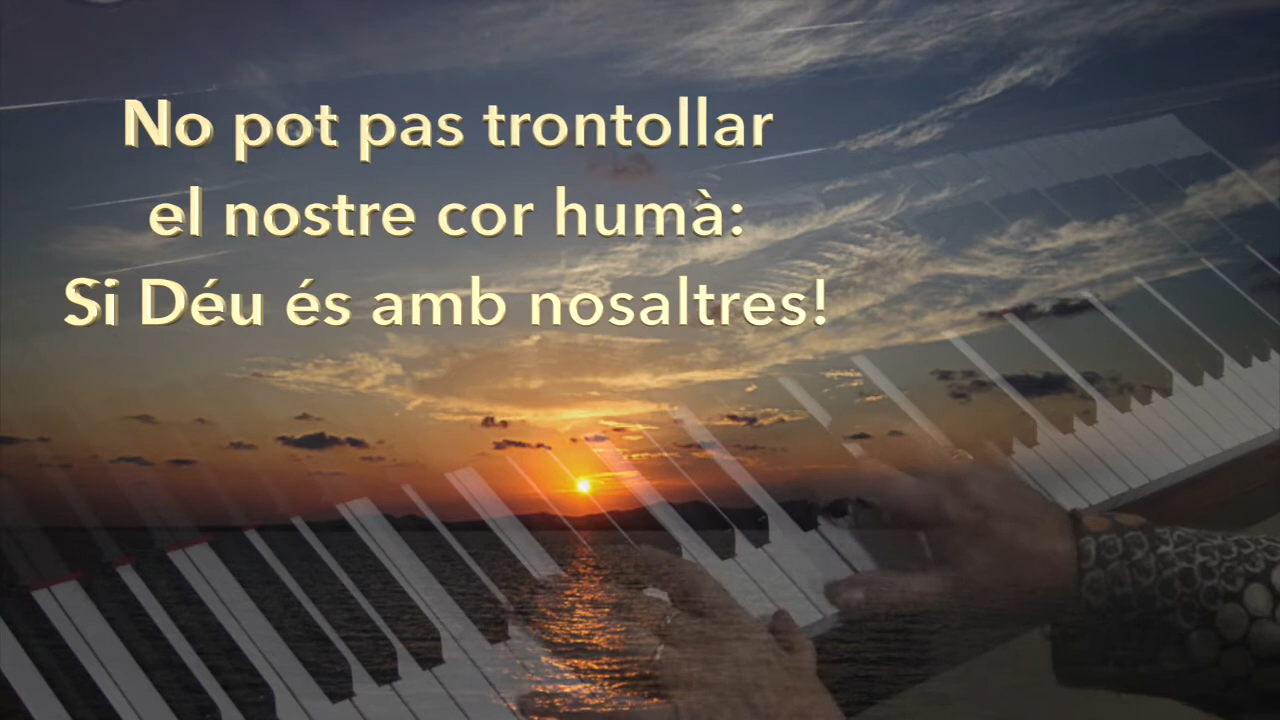 No pot pas trontollar
el nostre cor humà:
Si Déu és amb nosaltres!